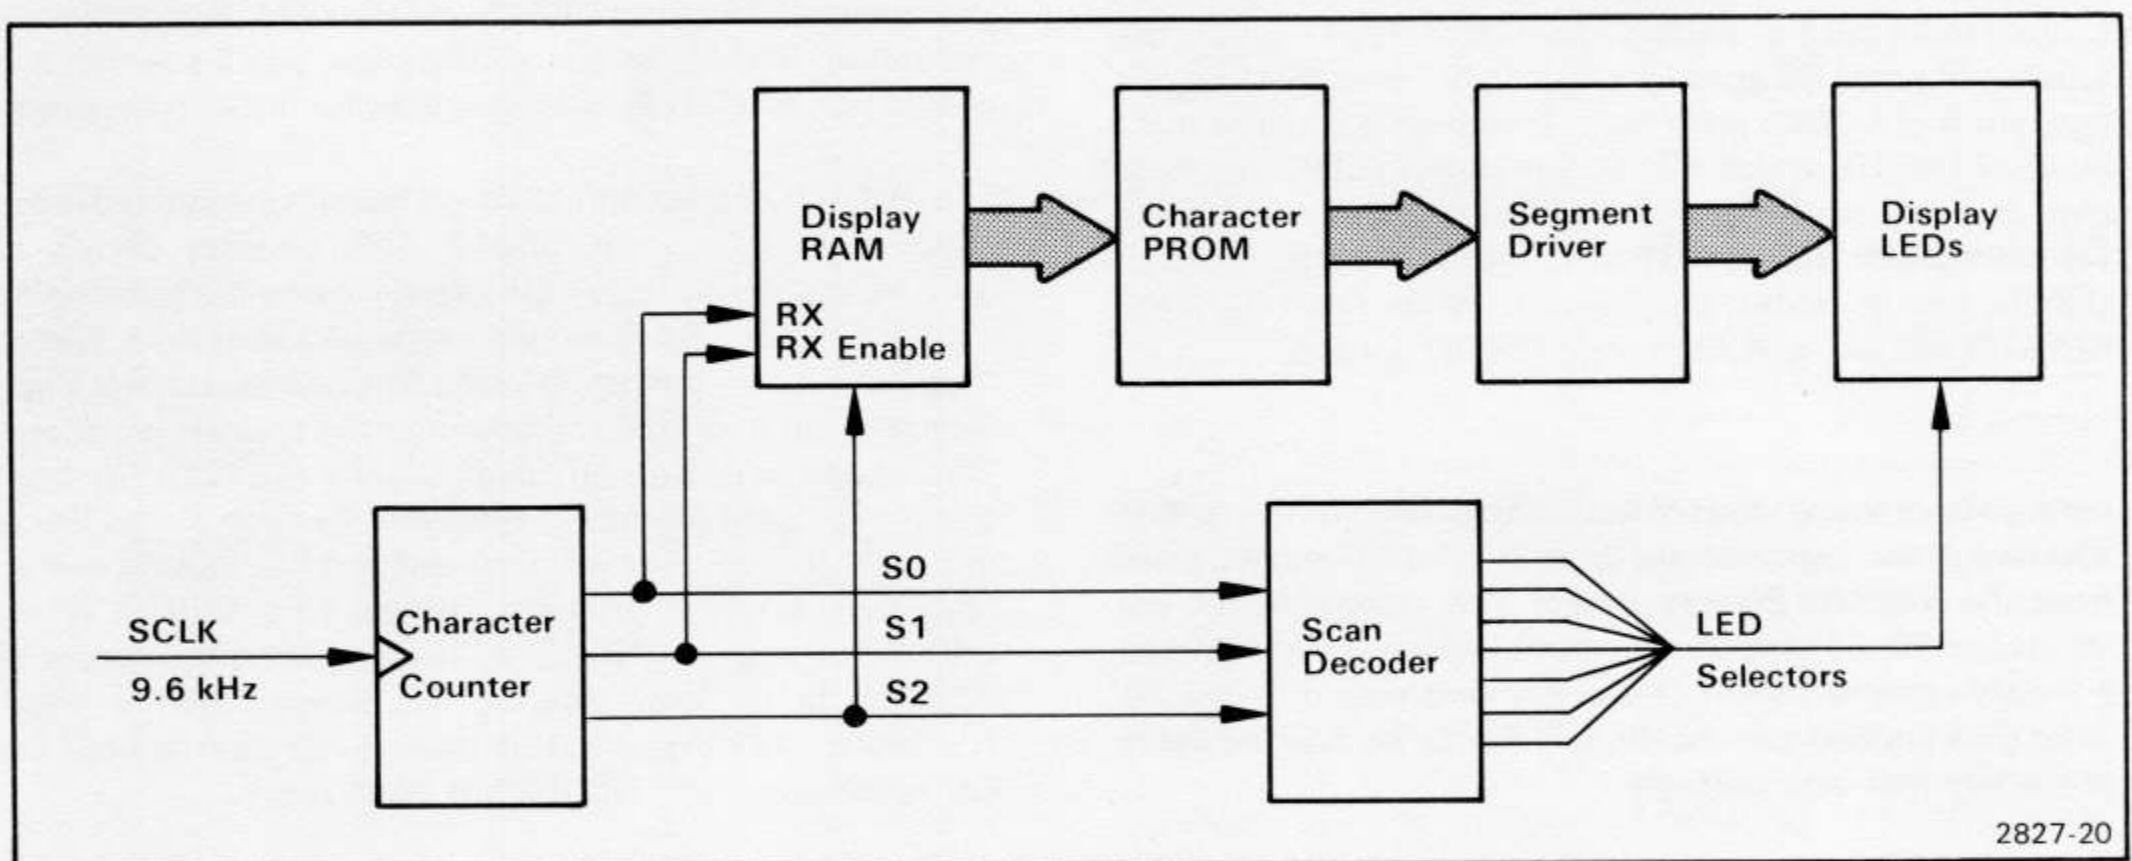 Display
RAM
RX
RX Enable
Character
PROM
Segment
Driver
Display
LEDs
SCLK
9.6 kHz
Character
Counter
S0
S1
S2
Scan
Decoder
LED
Selectors
2827-20